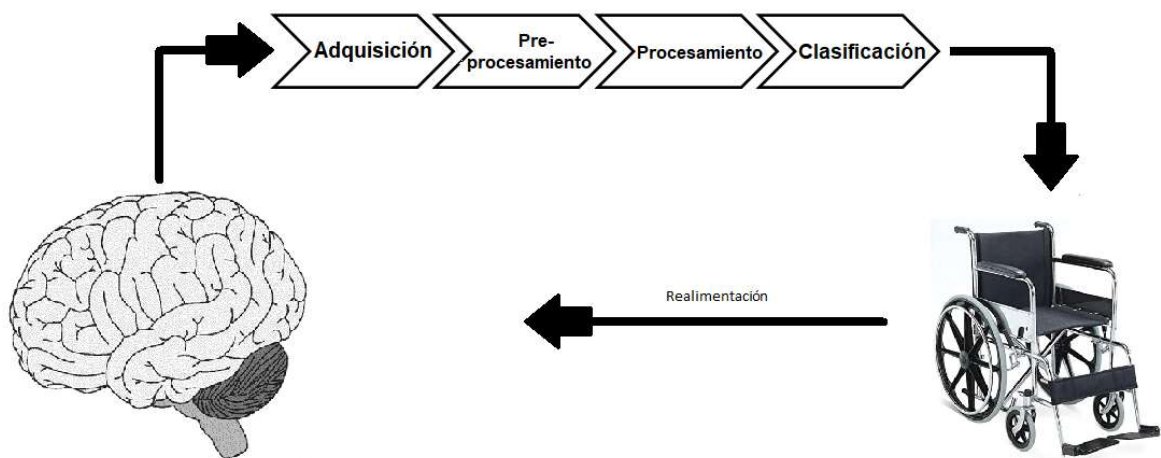 Adquisición
Pre-
procesamiento
Procesamiento
Clasificación
Realimentación